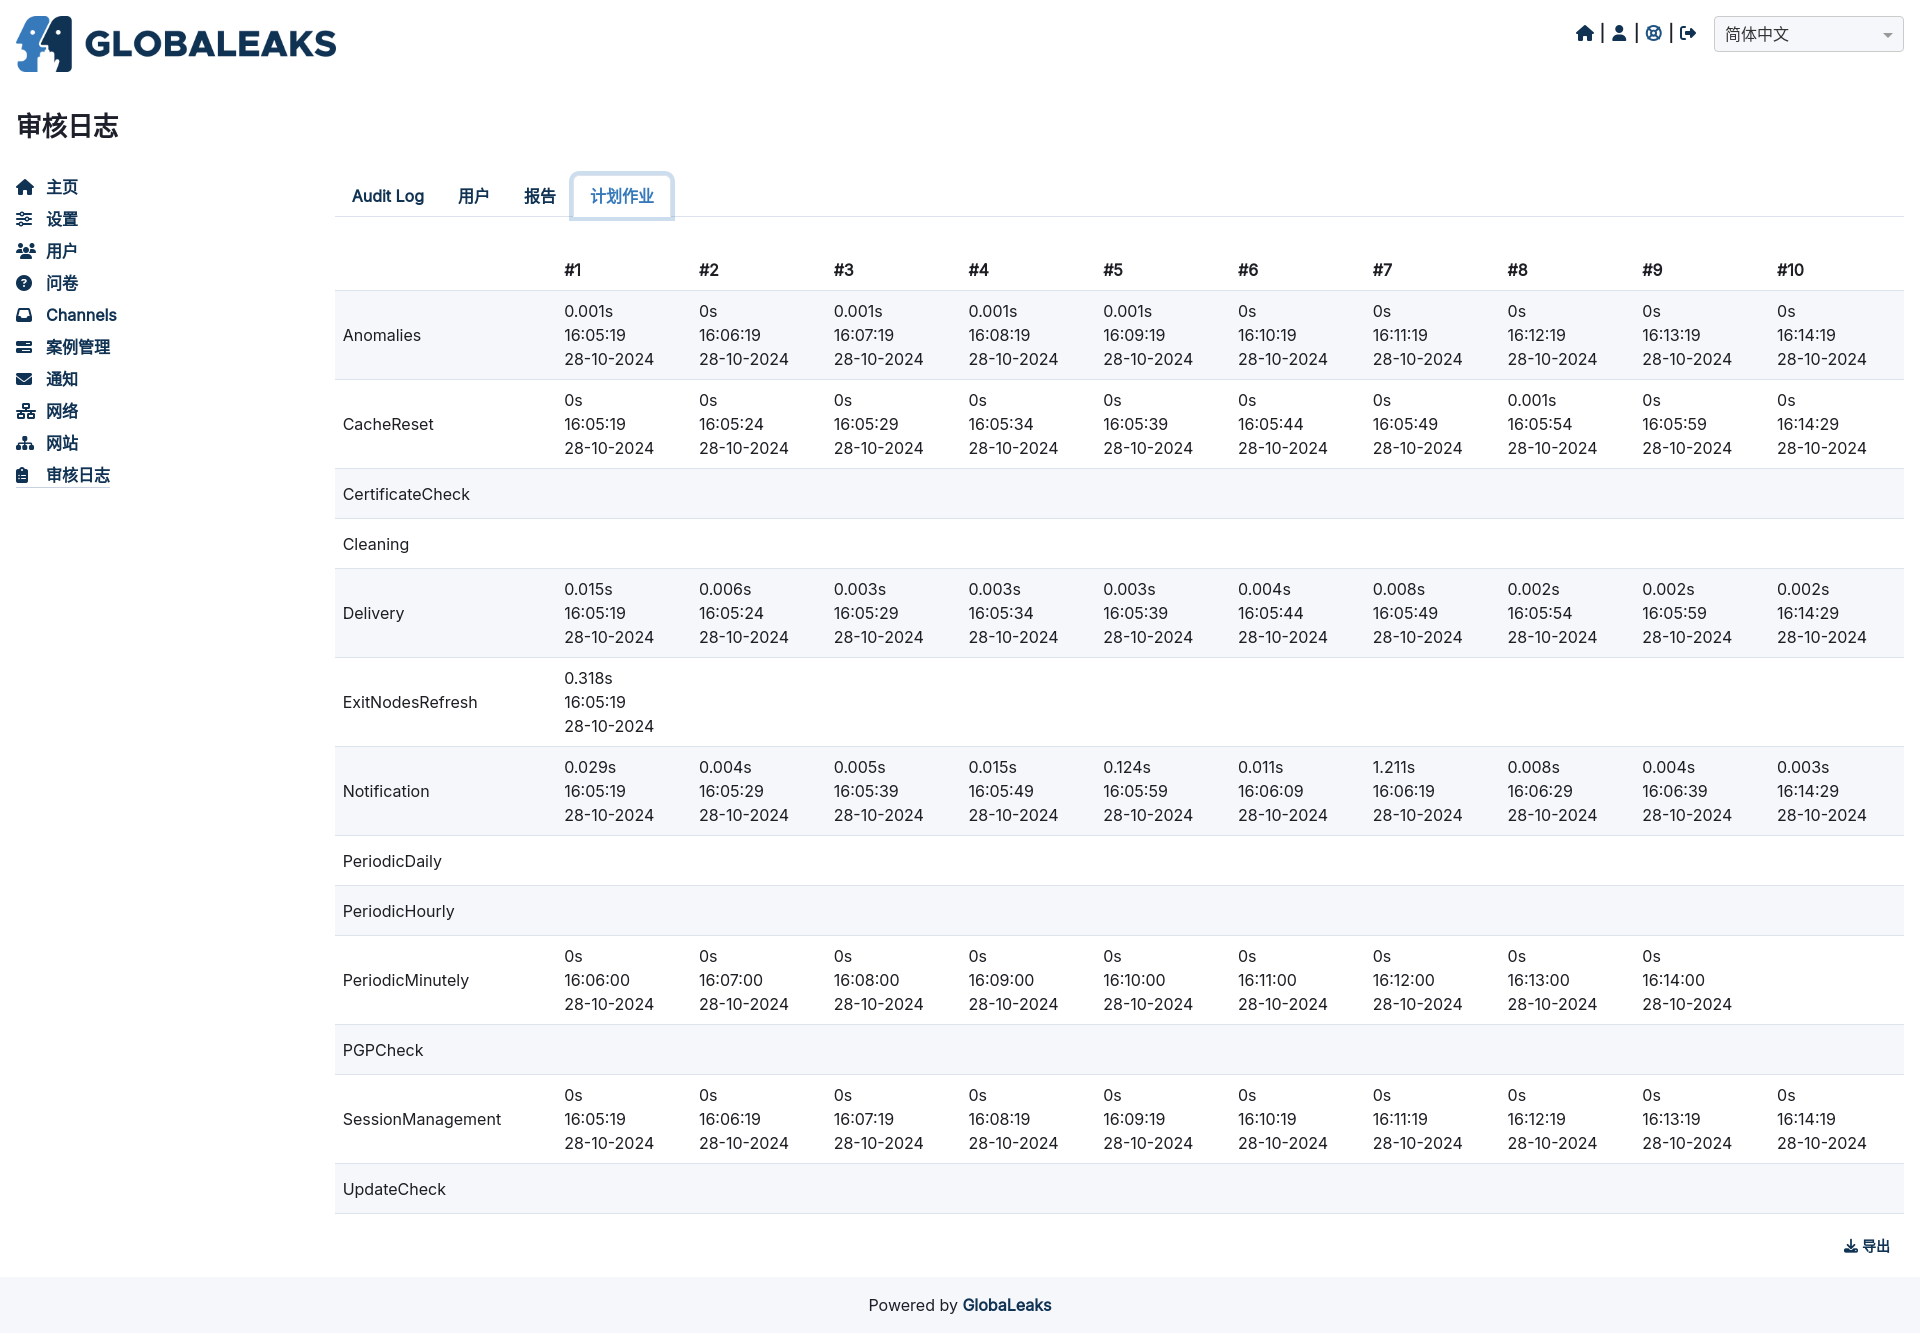 GLOBALEAKS
| | |
简体中文
审核日志
主页
设置
用户
问卷
Channels
案例管理
通知
网络
网站
审核日志
Audit Log 用户 报告 计划作业
#1 #2 #3 #4 #5 #6 #7 #8 #9 #10
0.001s 0s 0.001s 0.001s 0.001s 0s 0s 0s 0s 0s
Anomalies 16:05:19 16:06:19 16:07:19 16:08:19 16:09:19 16:10:19 16:11:19 16:12:19 16:13:19 16:14:19
28-10-2024 28-10-2024 28-10-2024 28-10-2024 28-10-2024 28-10-2024 28-10-2024 28-10-2024 28-10-2024 28-10-2024
0s 0s 0s 0s 0s 0s 0s 0.001s 0s 0s
CacheReset 16:05:19 16:05:24 16:05:29 16:05:34 16:05:39 16:05:44 16:05:49 16:05:54 16:05:59 16:14:29
28-10-2024 28-10-2024 28-10-2024 28-10-2024 28-10-2024 28-10-2024 28-10-2024 28-10-2024 28-10-2024 28-10-2024
CertificateCheck
Cleaning
0.015s 0.006s 0.003s 0.003s 0.003s 0.004s 0.008s 0.002s 0.002s 0.002s
Delivery 16:05:19 16:05:24 16:05:29 16:05:34 16:05:39 16:05:44 16:05:49 16:05:54 16:05:59 16:14:29
28-10-2024 28-10-2024 28-10-2024 28-10-2024 28-10-2024 28-10-2024 28-10-2024 28-10-2024 28-10-2024 28-10-2024
0.318s
ExitNodesRefresh 16:05:19
28-10-2024
0.029s 0.004s 0.005s 0.015s 0.124s 0.011s 1.211s 0.008s 0.004s 0.003s
Notification 16:05:19 16:05:29 16:05:39 16:05:49 16:05:59 16:06:09 16:06:19 16:06:29 16:06:39 16:14:29
28-10-2024 28-10-2024 28-10-2024 28-10-2024 28-10-2024 28-10-2024 28-10-2024 28-10-2024 28-10-2024 28-10-2024
PeriodicDaily
PeriodicHourly
0s 0s 0s 0s 0s 0s 0s 0s 0s
PeriodicMinutely 16:06:00 16:07:00 16:08:00 16:09:00 16:10:00 16:11:00 16:12:00 16:13:00 16:14:00
28-10-2024 28-10-2024 28-10-2024 28-10-2024 28-10-2024 28-10-2024 28-10-2024 28-10-2024 28-10-2024
PGPCheck
0s 0s 0s 0s 0s 0s 0s 0s 0s 0s
SessionManagement 16:05:19 16:06:19 16:07:19 16:08:19 16:09:19 16:10:19 16:11:19 16:12:19 16:13:19 16:14:19
28-10-2024 28-10-2024 28-10-2024 28-10-2024 28-10-2024 28-10-2024 28-10-2024 28-10-2024 28-10-2024 28-10-2024
UpdateCheck
导出
Powered by GlobaLeaks